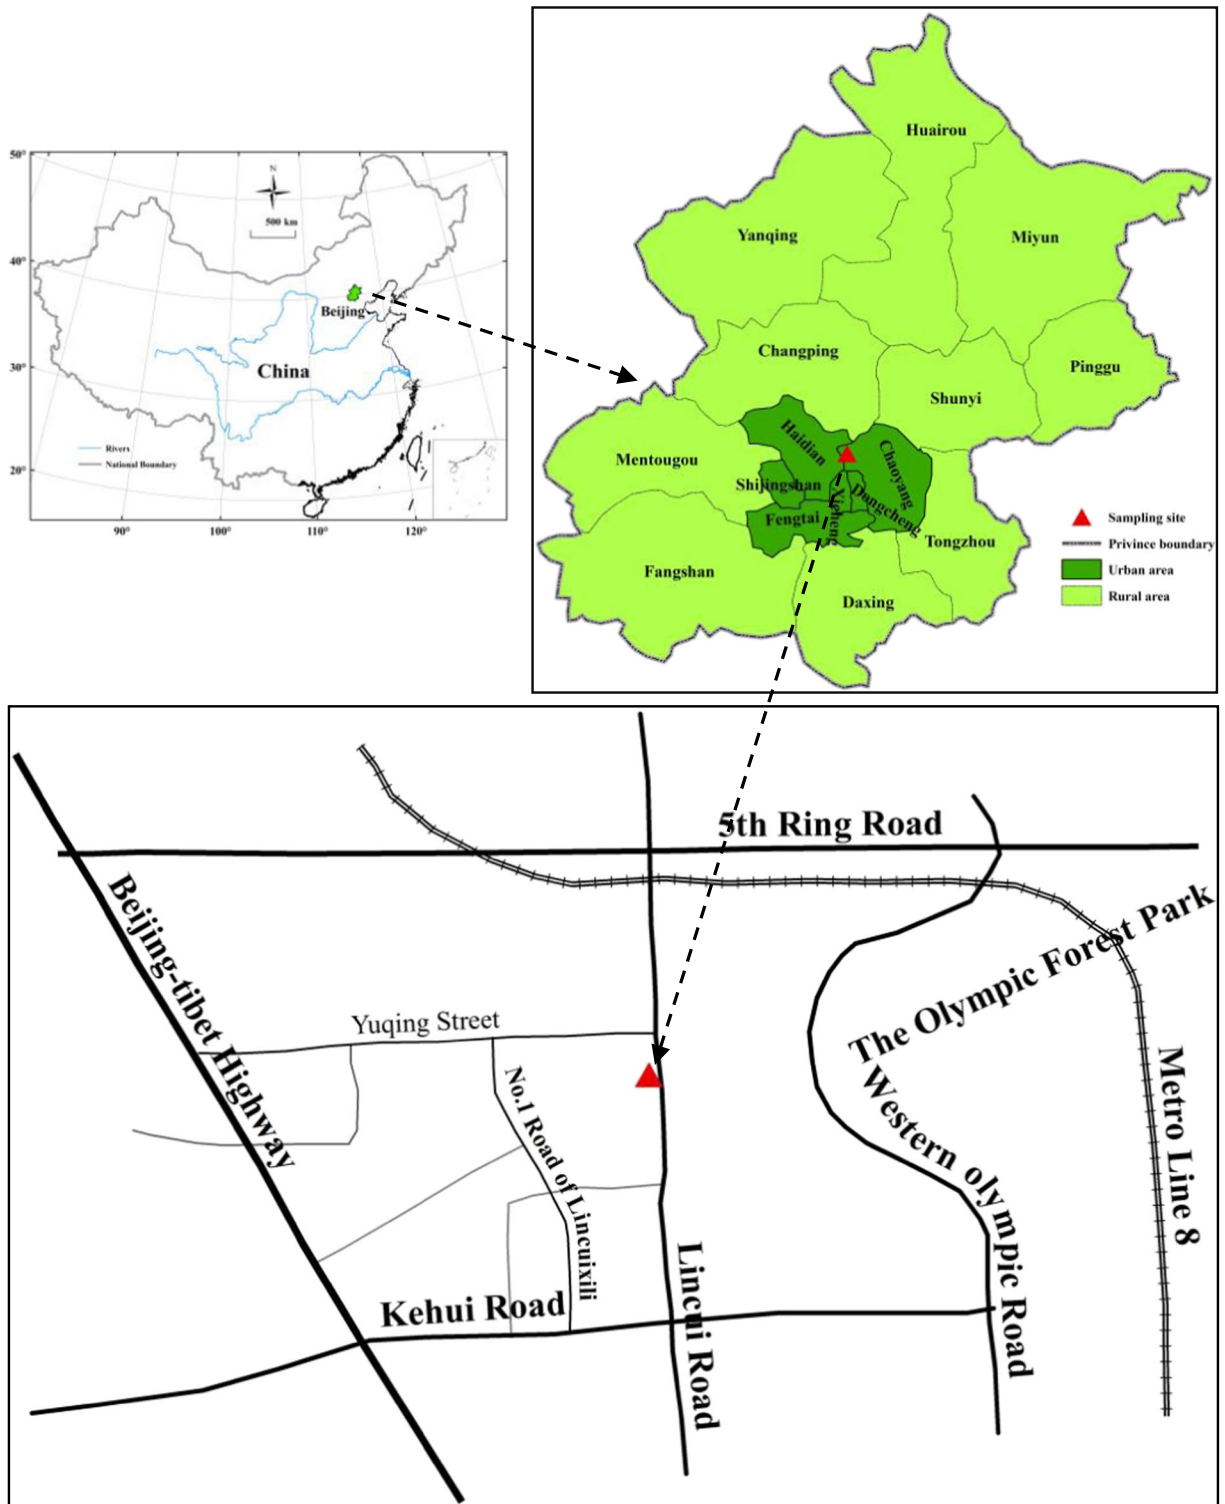 50°
40°
30°
20°
90°
100°
110°
120°
N
500 km
Beijing
China
Rivers
National Boundary
Huairou
Yanqing
Miyun
Changping
Pinggu
Shunyi
Haidian
Chaoyang
Mentougou
Shijingshan
Dongcheng
Xicheng
Fengtai
Tongzhou
Fangshan
Daxing
Sampling site
Privince boundary
Urban area
Rural area
5th Ring Road
Beijing-tibet Highway
The Olympic Forest Park
Yuqing Street
No.1 Road of Lincuixili
Western olympic Road
Metro Line 8
Kehui Road
Lincui Road